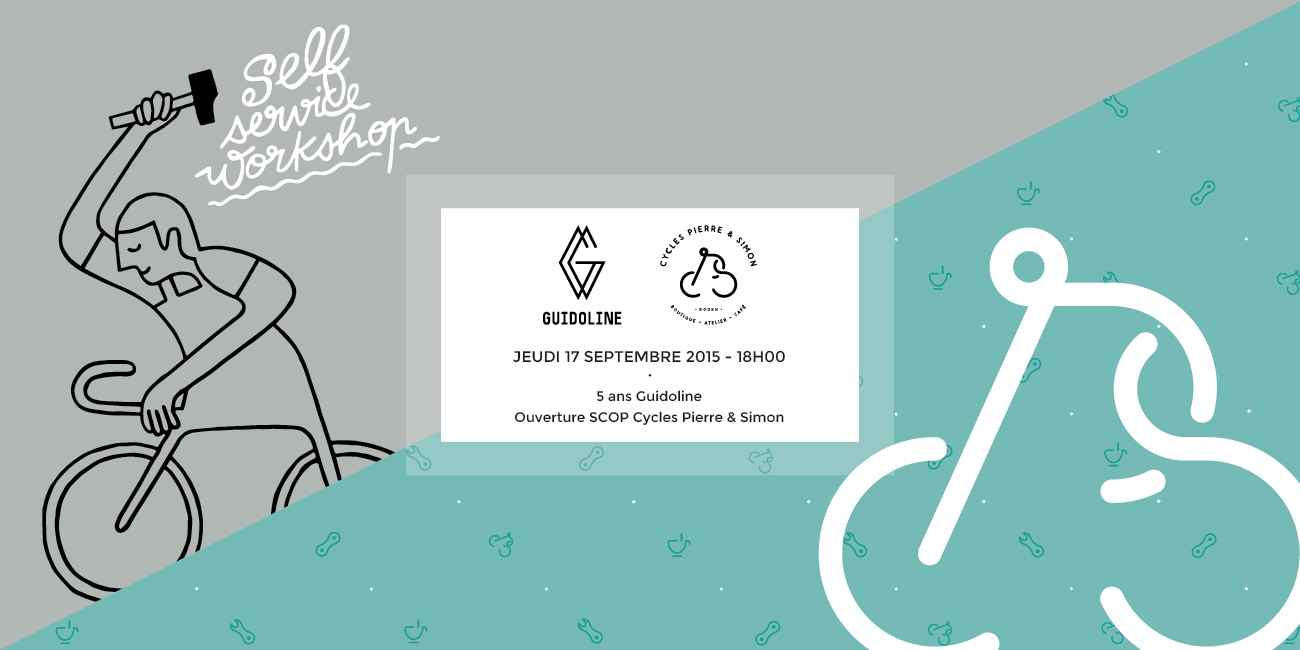 Self
service
workshop
GUIDOLINE
CYCLES PIERRE & SIMON
- ROUEN -
BOUTIQUE - ATELIER - CAFÉ
JEUDI 17 SEPTEMBRE 2015 - 18H00
5 ans Guidoline
Ouverture SCOP Cycles Pierre & Simon